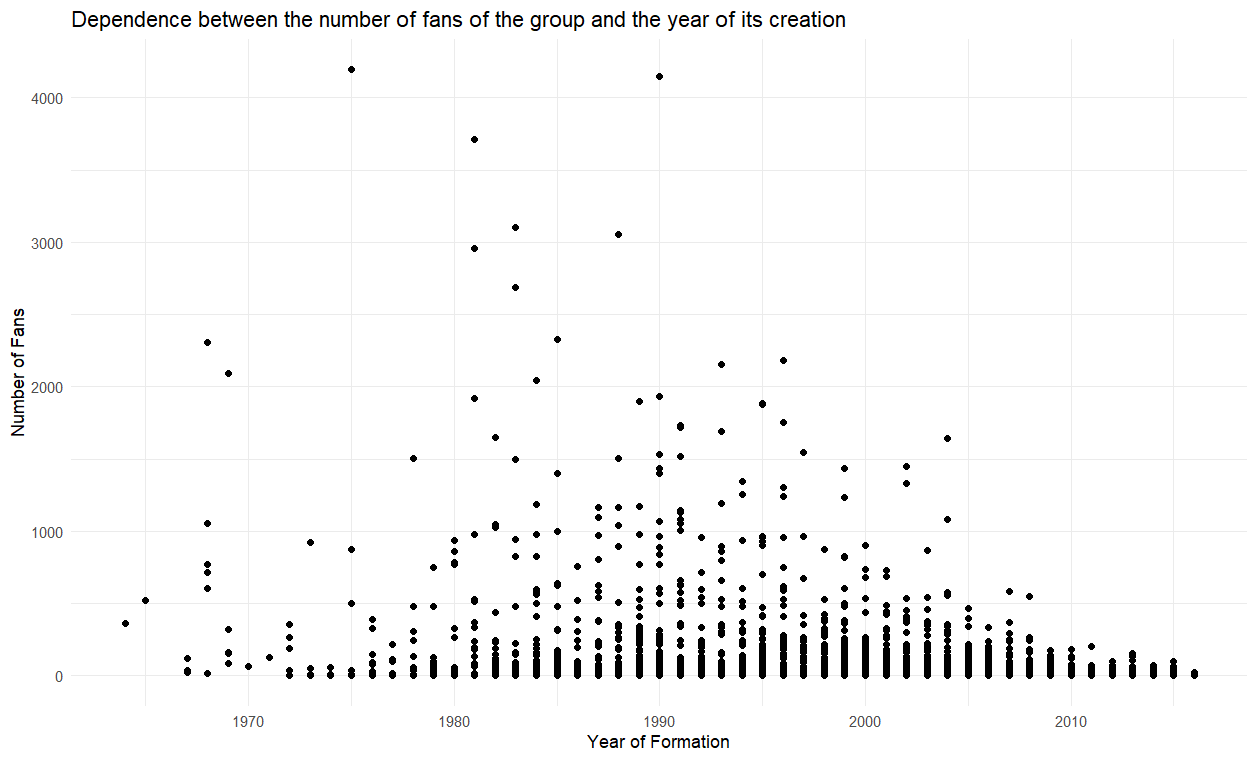 Dependence between the number of fans of the group and the year of its creation
4000
3000
2000
1000
0
Number of Fans
1970 1980 1990 2000 2010
Year of Formation